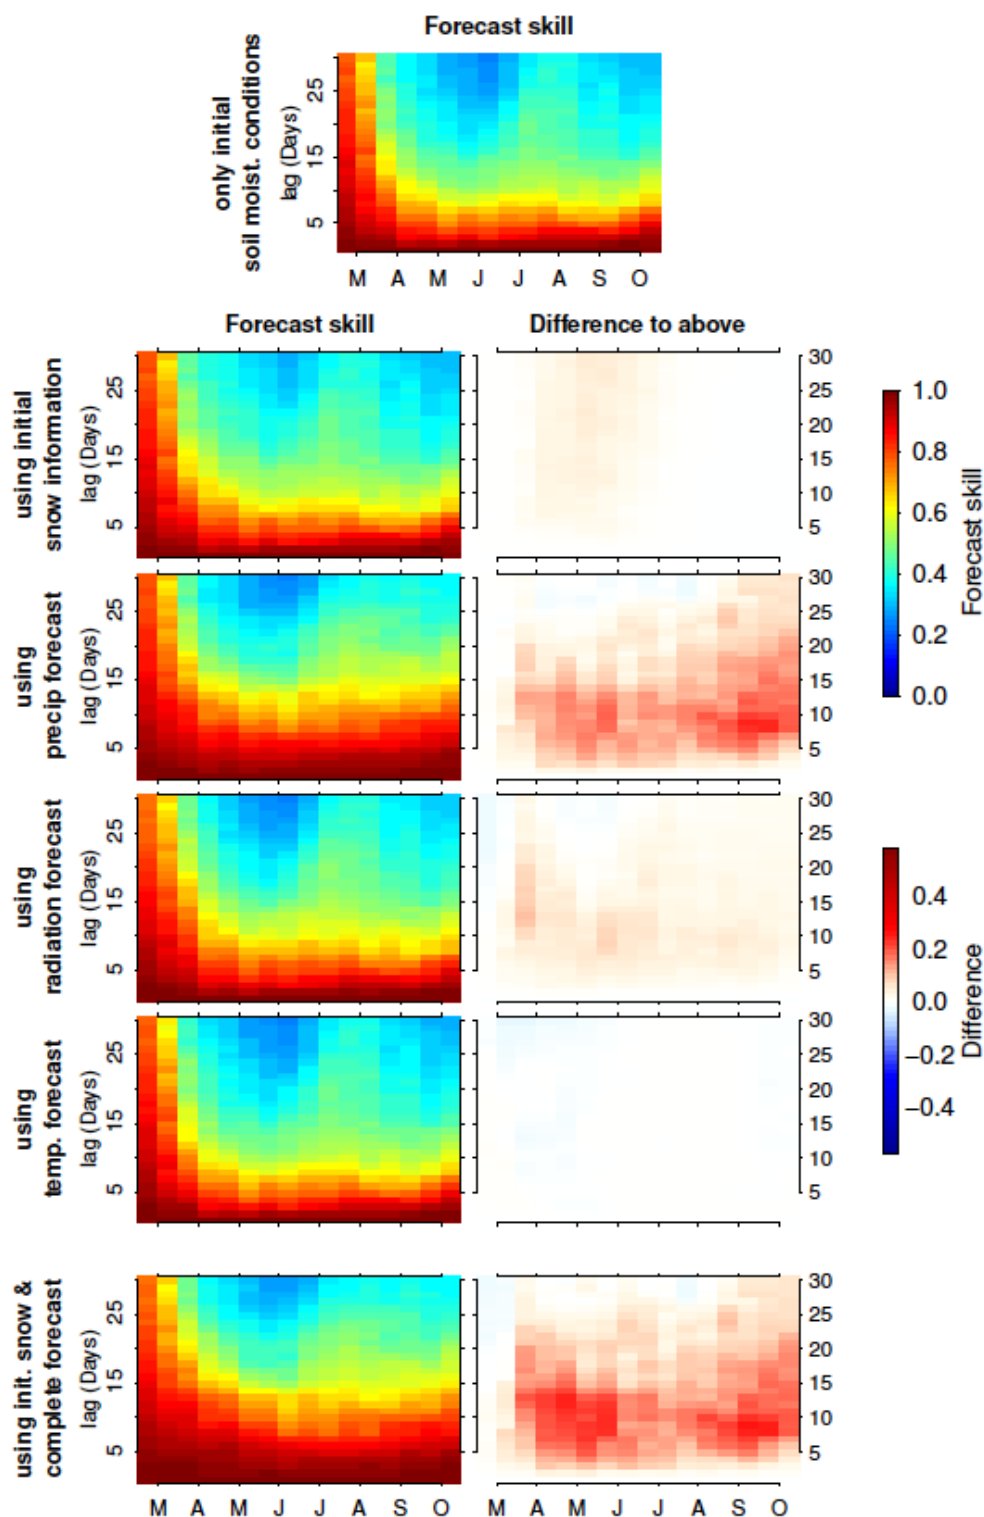 Forecast skill
only initial
soil moist. conditions
lag (Days)
25
15
5
M A M J J A S O
Forecast skill
Difference to above
using initial
snow information
lag (Days)
25
15
5
30
25
20
15
10
5
using
precip forecast
lag (Days)
25
15
5
30
25
20
15
10
5
using
radiation forecast
lag (Days)
25
15
5
30
25
20
15
10
5
using
temp. forecast
lag (Days)
25
15
5
30
25
20
15
10
5
using init. snow &
complete forecast
lag (Days)
25
15
5
30
25
20
15
10
5
M A M J J A S O
M A M J J A S O
1.0
0.8
0.6
0.4
0.2
0.0
Forecast skill
0.4
0.2
0.0
−0.2
−0.4
Difference